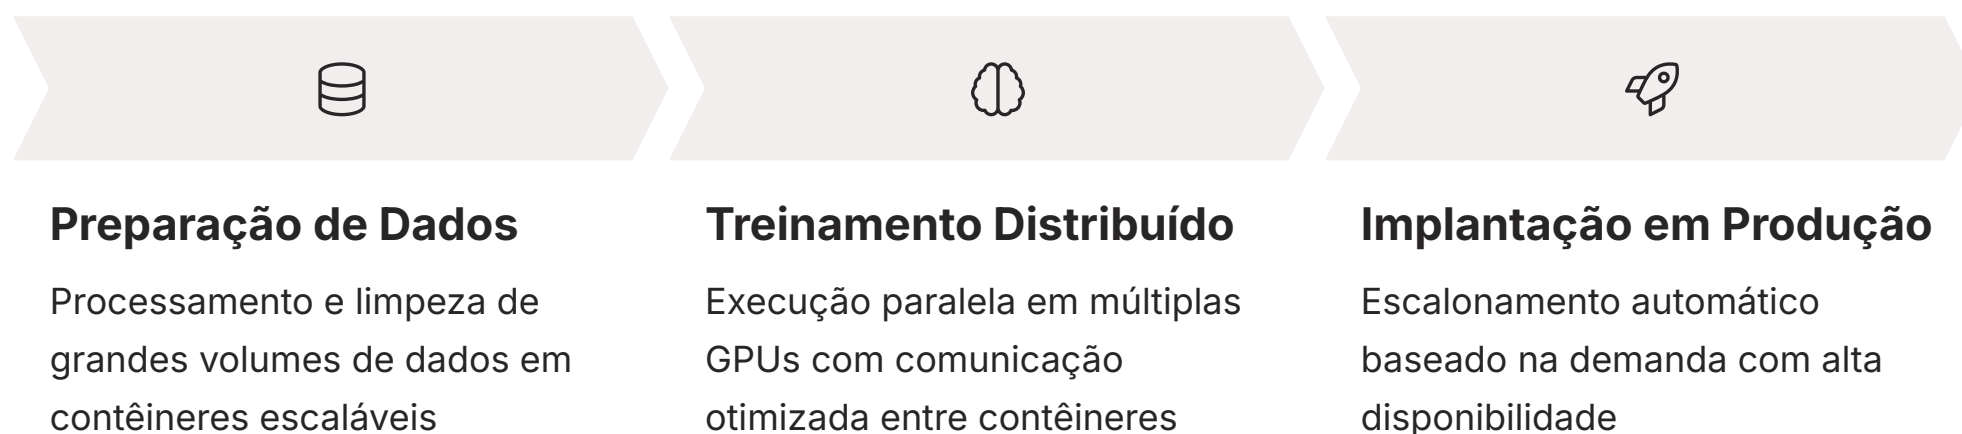 Preparação de Dados
Processamento e limpeza de
grandes volumes de dados em
contêineres escaláveis
Treinamento Distribuído
Execução paralela em múltiplas
GPUs com comunicação
otimizada entre contêineres
Implantação em Produção
Escalonamento automático
baseado na demanda com alta
disponibilidade